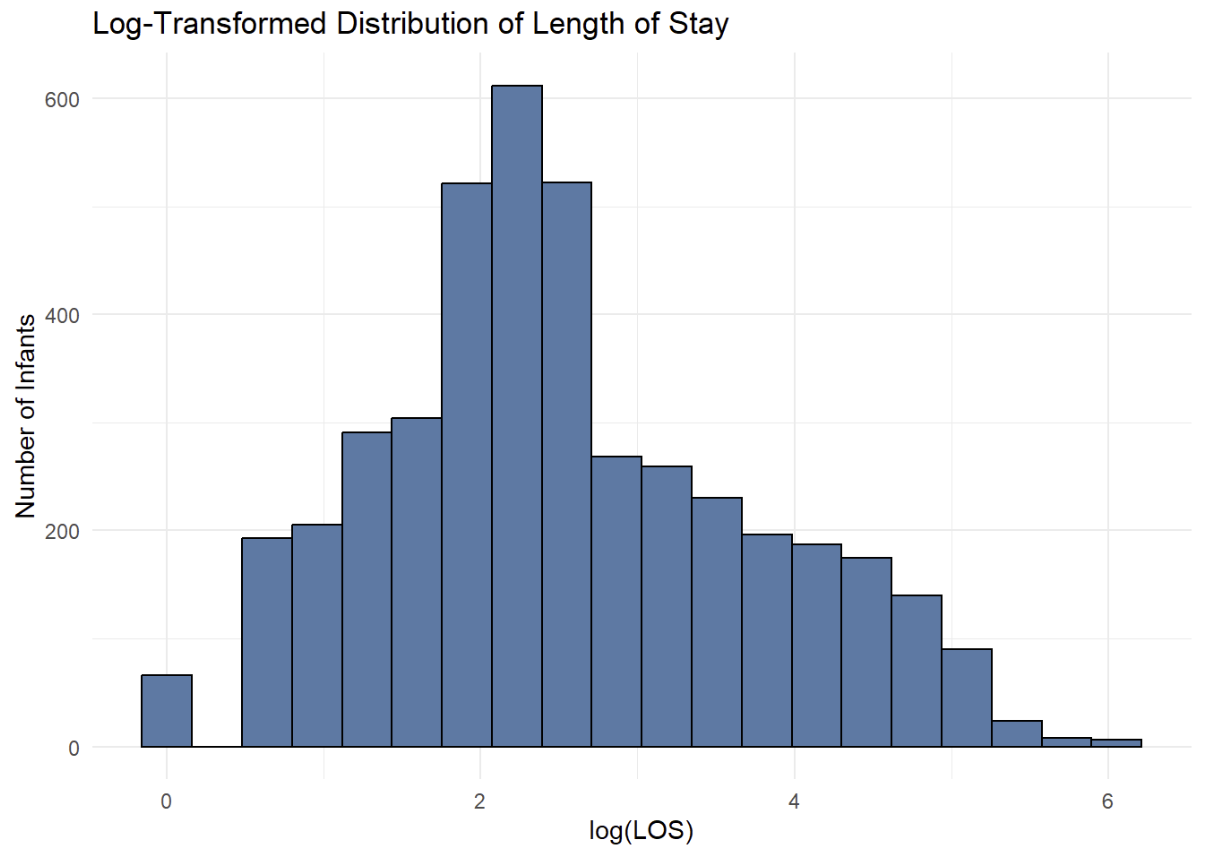 Log-Transformed Distribution of Length of Stay
600
400
200
0
Number of Infants
0 2 4 6
log(LOS)